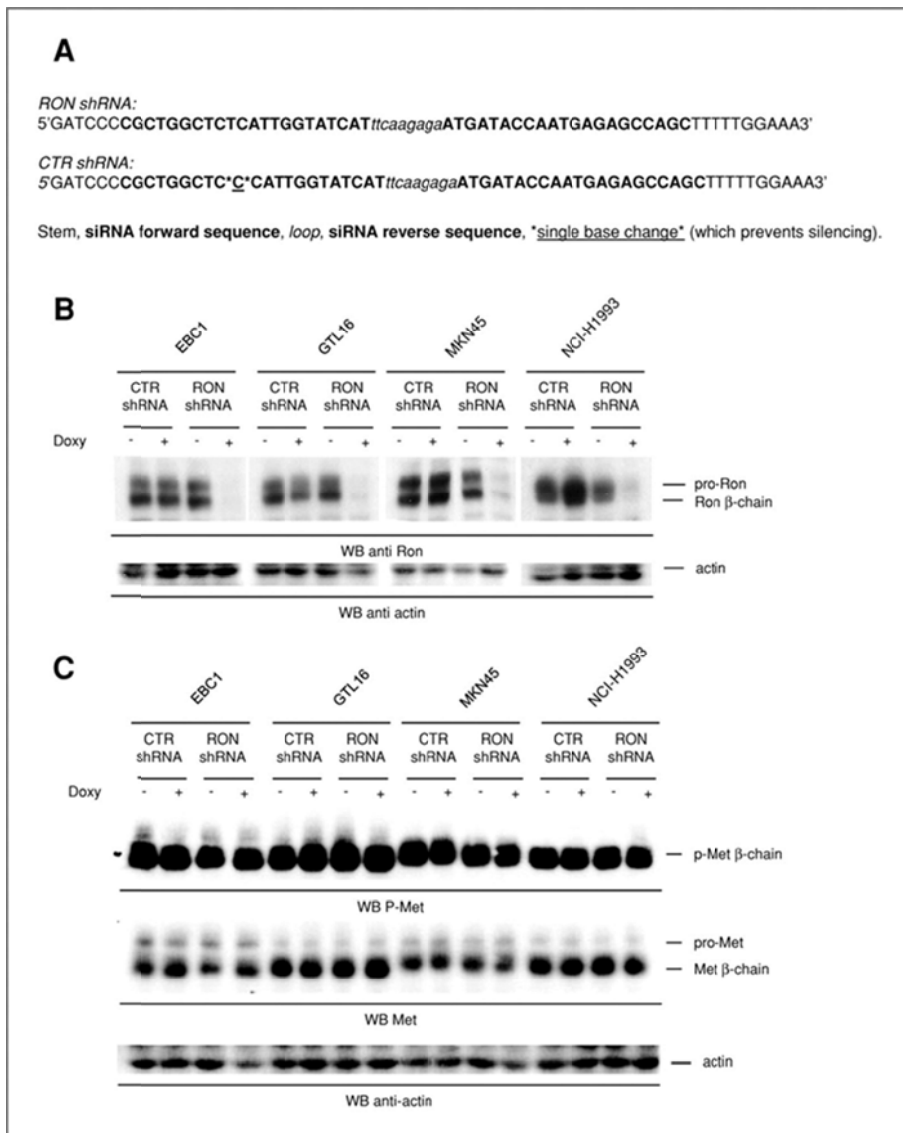 A
RON shRNA:
5'GATCCCCGCTGGCTCTCATTGGTATCATttcaagagaATGATACCAATGAGAGCCAGCTTTTTGGAAA3'
CTR shRNA:
5'GATCCCCGCTGGCTC*C*CATTGGTATCATttcaagagaATGATACCAATGAGAGCCAGCTTTTTGGAAA3'
Stem, siRNA forward sequence, loop, siRNA reverse sequence, *single base change* (which prevents silencing).
B
EBC1 GTL16 MKN45 NCI-H1993
CTR RON CTR RON CTR RON CTR RON
shRNA shRNA shRNA shRNA shRNA shRNA shRNA shRNA
Doxy - + - + - + - + - + - + - + - +
pro-Ron
Ron β-chain
WB anti Ron
actin
WB anti actin
C
EBC1 GTL16 MKN45 NCI-H1993
CTR RON CTR RON CTR RON CTR RON
shRNA shRNA shRNA shRNA shRNA shRNA shRNA shRNA
Doxy - + - + - + - + - + - + - + - +
p-Met β-chain
WB P-Met
pro-Met
Met β-chain
WB Met
actin
WB anti-actin